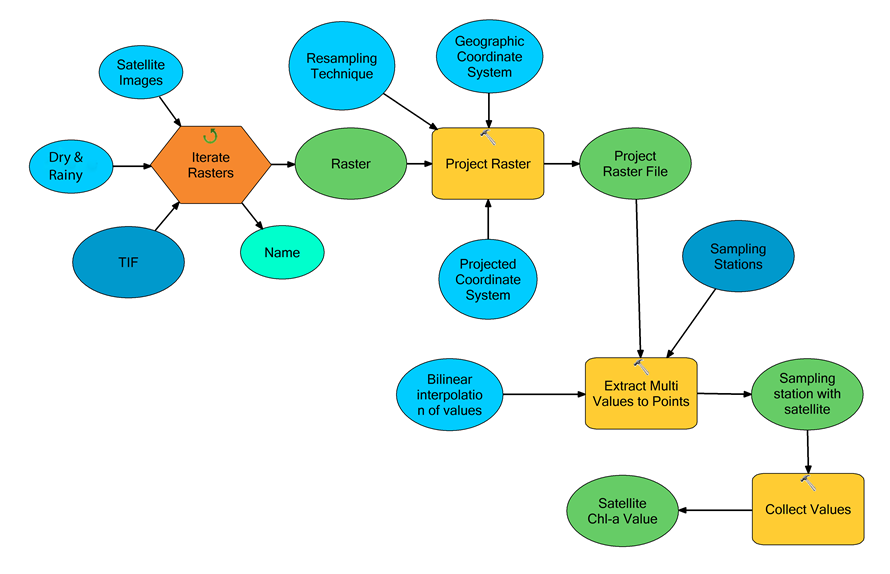 Satellite
Images
Resampling
Technique
Geographic
Coordinate
System
Dry &
Rainy
Iterate
Rasters
Raster
Project Raster
Project
Raster File
TIF
Name
Projected
Coordinate
System
Sampling
Stations
Bilinear
interpolatio
n of values
Extract Multi
Values to Points
Sampling
station with
satellite
Satellite
Chl-a Value
Collect Values